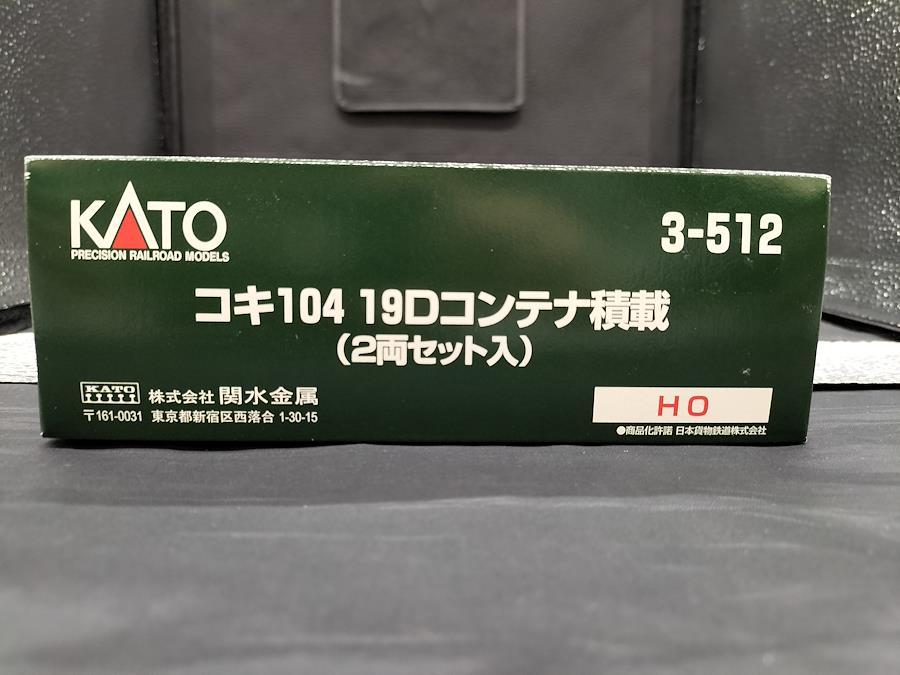 KATO
PRECISION RAILROAD MODELS
3-512
コキ104 19Dコンテナ積載
(2両セット入)
KATO
株式会社 関水金属
〒161-0031 東京都新宿区西落合 1-30-15
HO
●商品化許諾 日本貨物鉄道株式会社